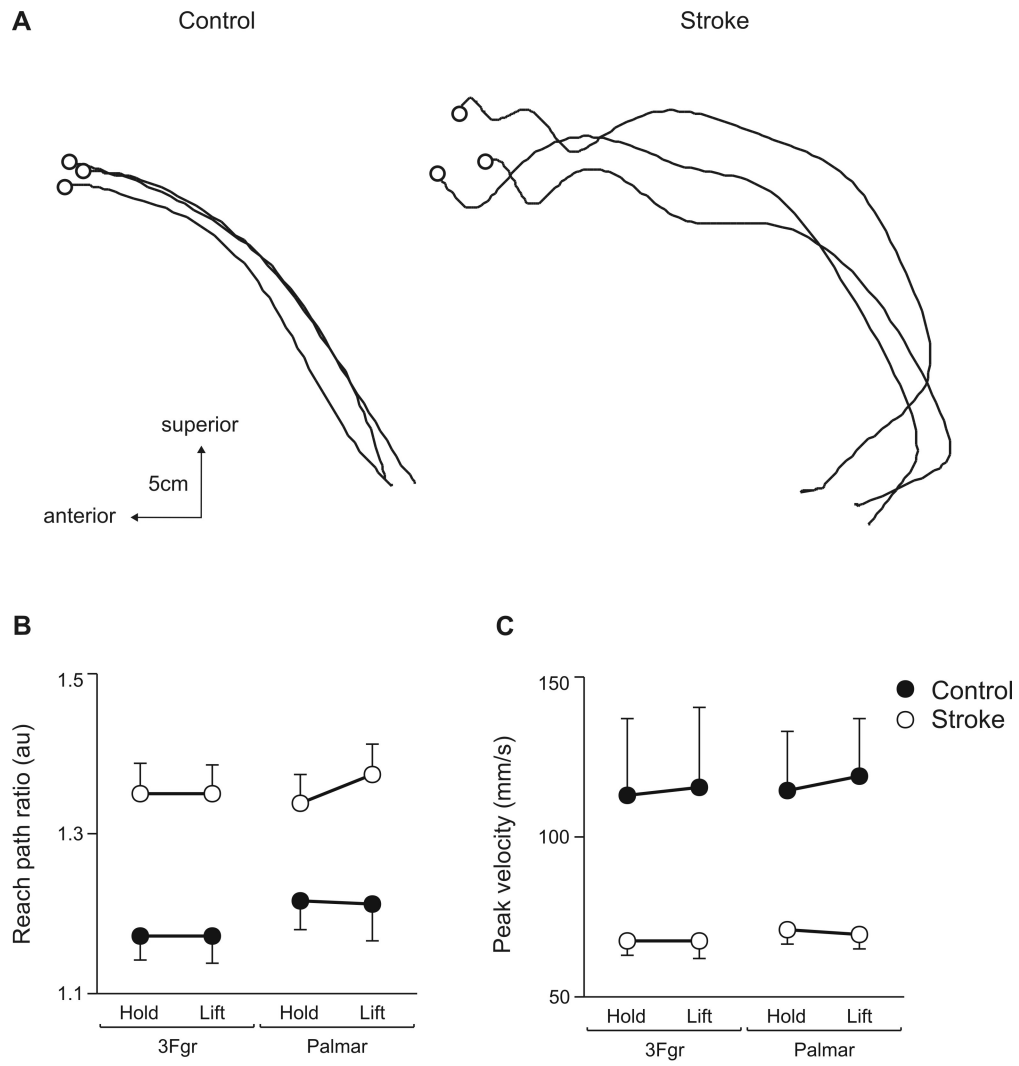 A
Control
Stroke
superior
5cm
anterior
B
Reach path ratio (au)
1.5
1.3
1.1
Hold
Lift
Hold
Lift
3Fgr
Palmar
C
Peak velocity (mm/s)
150
100
50
Hold
Lift
Hold
Lift
3Fgr
Palmar
Control
Stroke